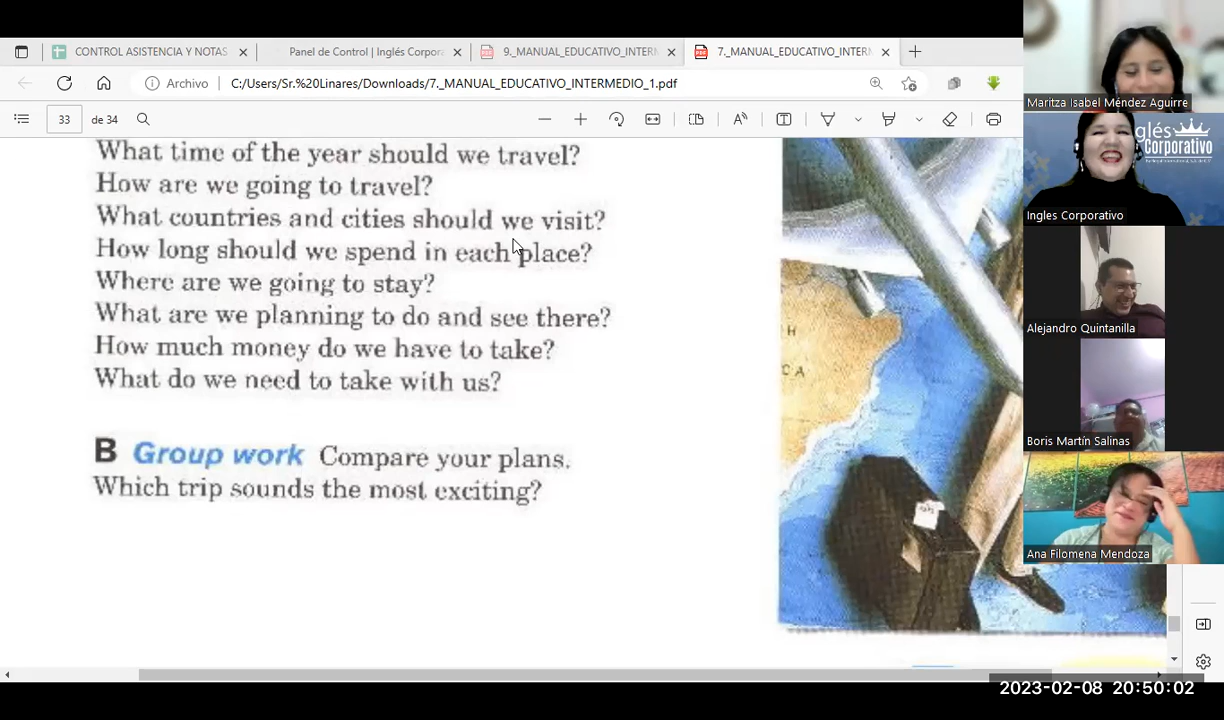 CONTROL ASISTENCIA Y NOTAS
Panel de Control | Inglés Corpora
9._MANUAL_EDUCATIVO_INTERM
7._MANUAL_EDUCATIVO_INTERM
Archivo
C:/Users/Sr.%20Linares/Downloads/7._MANUAL_EDUCATIVO_INTERMEDIO_1.pdf
33
de 34
What time of the year should we travel?
How are we going to travel?
What countries and cities should we visit?
How long should we spend in each place?
Where are we going to stay?
What are we planning to do and see there?
How much money do we have to take?
What do we need to take with us?
B Group work Compare your plans.
Which trip sounds the most exciting?
H
CA
Maritza Isabel Méndez Aguirre
glés
Corporativo
Ingles Corporativo
Alejandro Quintanilla
Boris Martín Salinas
Ana Filomena Mendoza
2023-02-08 20:50:02